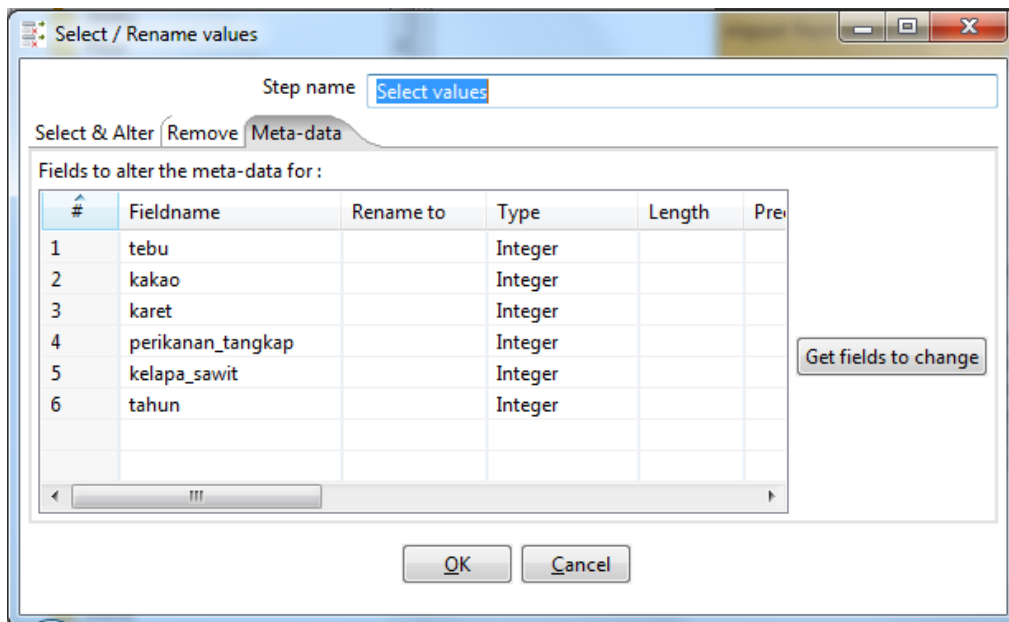 Select / Rename values
Step name Select values
Select & Alter Remove Meta-data
Fields to alter the meta-data for :
# Fieldname Rename to Type Length Pre
1 tebu Integer
2 kakao Integer
3 karet Integer
4 perikanan_tangkap Integer
Get fields to change
5 kelapa_sawit Integer
6 tahun Integer
OK Cancel